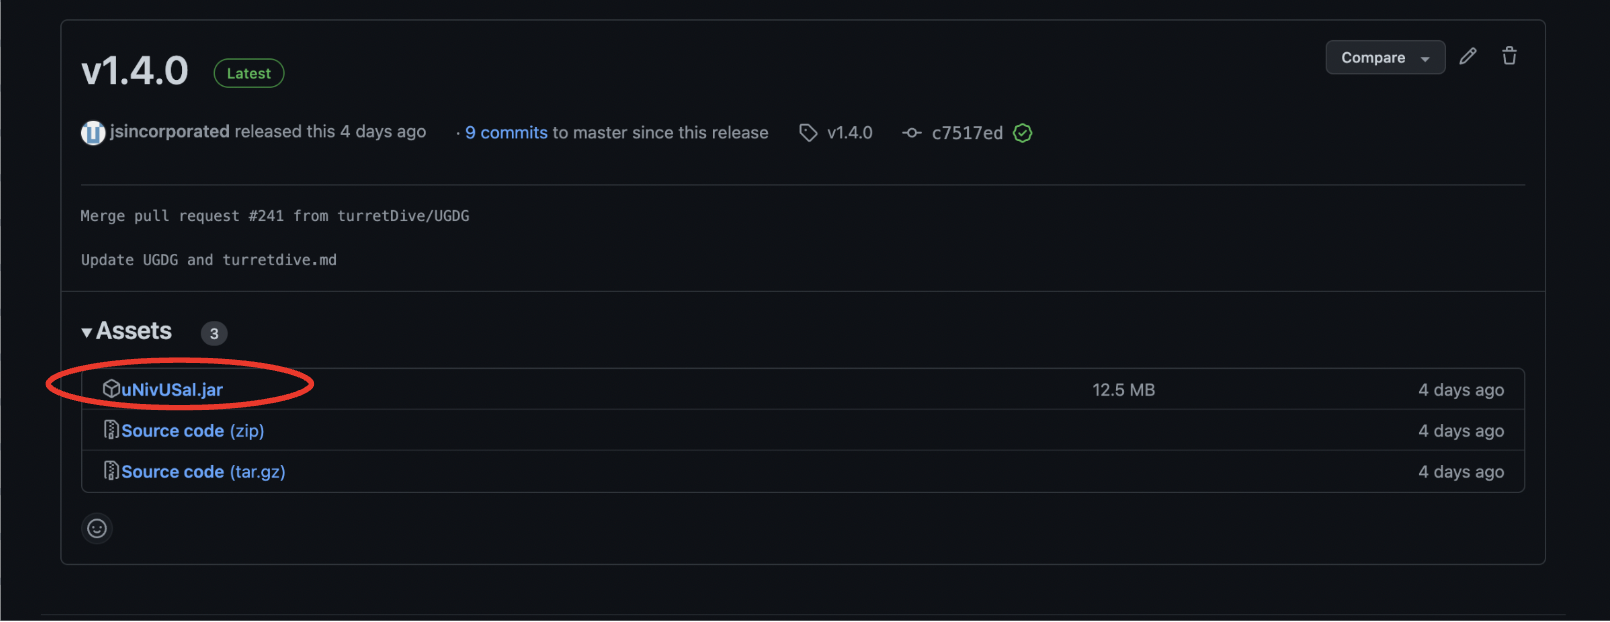 v1.4.0 Latest Compare
jsincorporated released this 4 days ago · 9 commits to master since this release v1.4.0 c7517ed
Merge pull request #241 from turretDive/UGDG
Update UGDG and turretdive.md
Assets 3
uNivUSal.jar 12.5 MB 4 days ago
Source code (zip) 4 days ago
Source code (tar.gz) 4 days ago